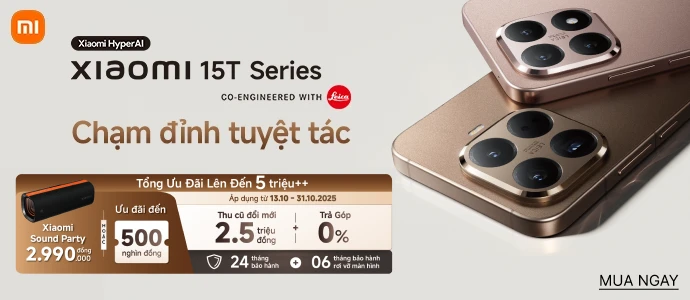 mi
Xiaomi HyperAI
xiaomi 15T Series
CO-ENGINEERED WITH Leica
Chạm đỉnh tuyệt tác
Tổng Ưu Đãi Lên Đến 5 triệu++
Áp dụng từ 13.10 - 31.10.2025
Xiaomi
Sound Party
2.990 đồng
.000
HOẶC
Ưu đãi đến
500
nghìn đồng
Thu cũ đổi mới
2.5 triệu
đồng
+
Trả Góp
0%
24 tháng
bảo hành
+
06 tháng bảo hành
rơi vỡ màn hình
MUA NGAY